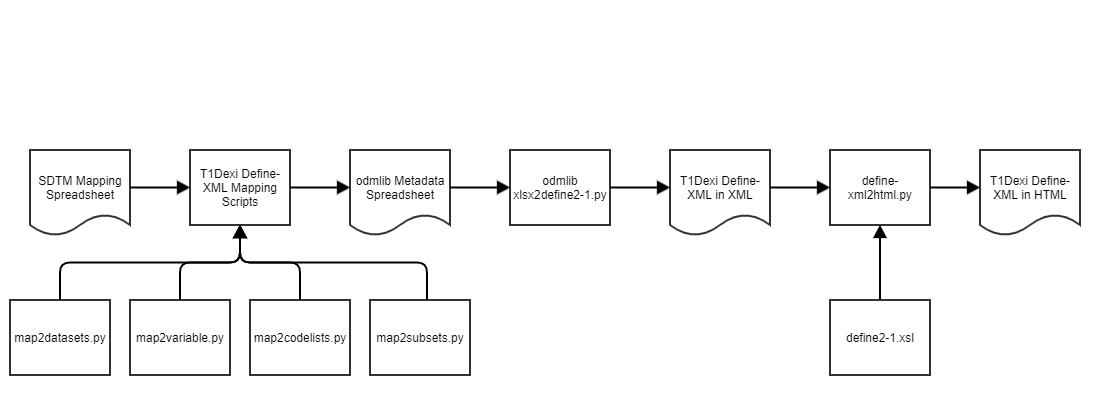 SDTM Mapping
Spreadsheet
T1Dexi Define-
XML Mapping
Scripts
odmlib Metadata
Spreadsheet
odmlib
xlsx2define2-1.py
T1Dexi Define-
XML in XML
define-
xml2html.py
T1Dexi Define-
XML in HTML
map2datasets.py
map2variable.py
map2codelists.py
map2subsets.py
define2-1.xsl